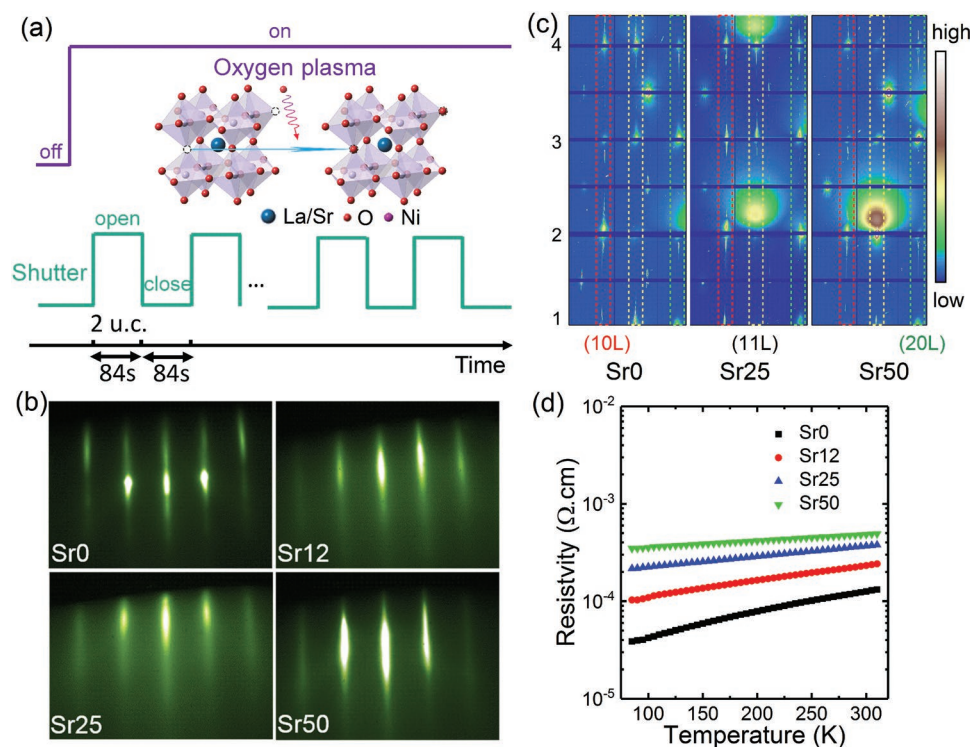 (a)
on
Oxygen plasma
off
La/Sr O Ni
open
Shutter
close
...
2 u.c.
84s 84s
Time
(b)
Sr0
Sr12
Sr25
Sr50
(c)
4
3
2
1
high
low
(10L) (11L) (20L)
Sr0 Sr25 Sr50
(d)
10-2
10-3
10-4
10-5
Resistvity (Ω.cm)
Sr0
Sr12
Sr25
Sr50
100 150 200 250 300
Temperature (K)